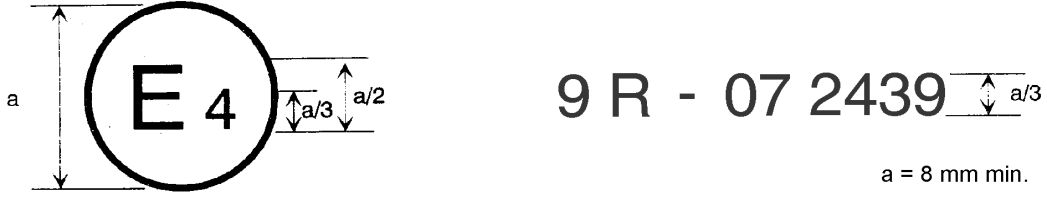 a
E 4
a/3
a/2
9 R - 07 2439
a/3
a = 8 mm min.